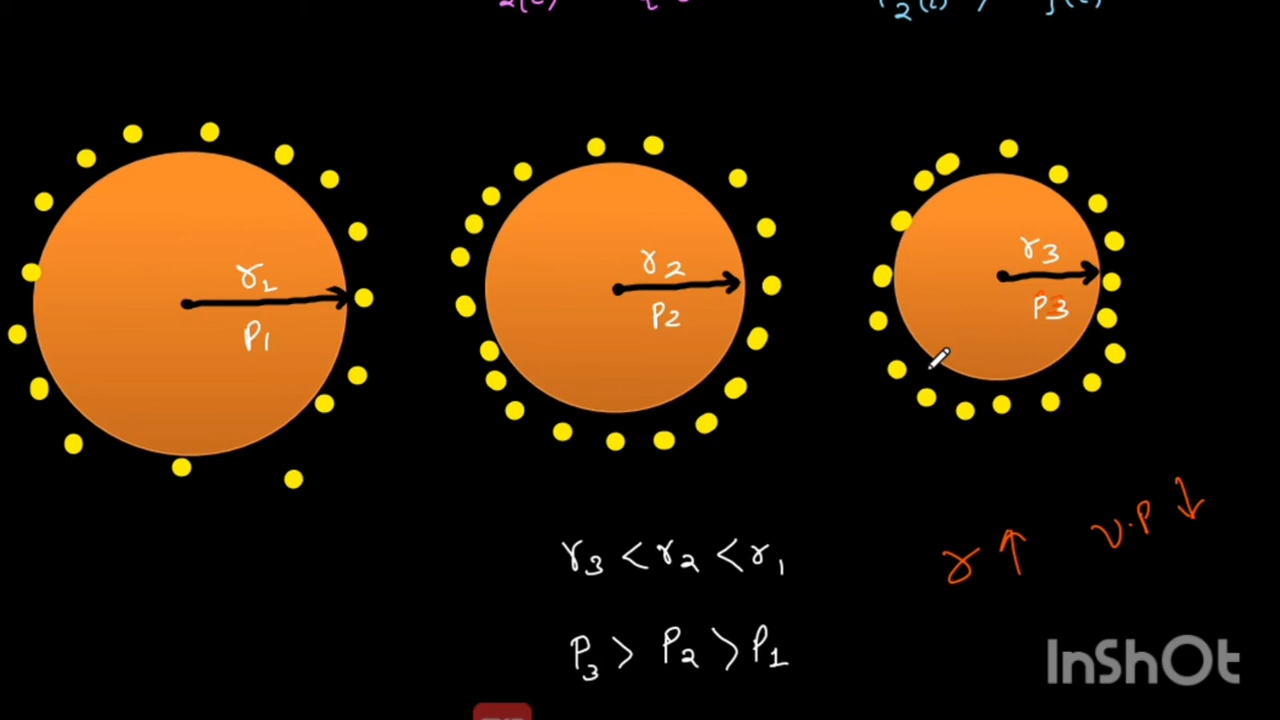 r1
P1
r2
P2
r3
P3
r3 < r2 < r1
P3 > P2 > P1
r ↑ V.P ↓
InShOt